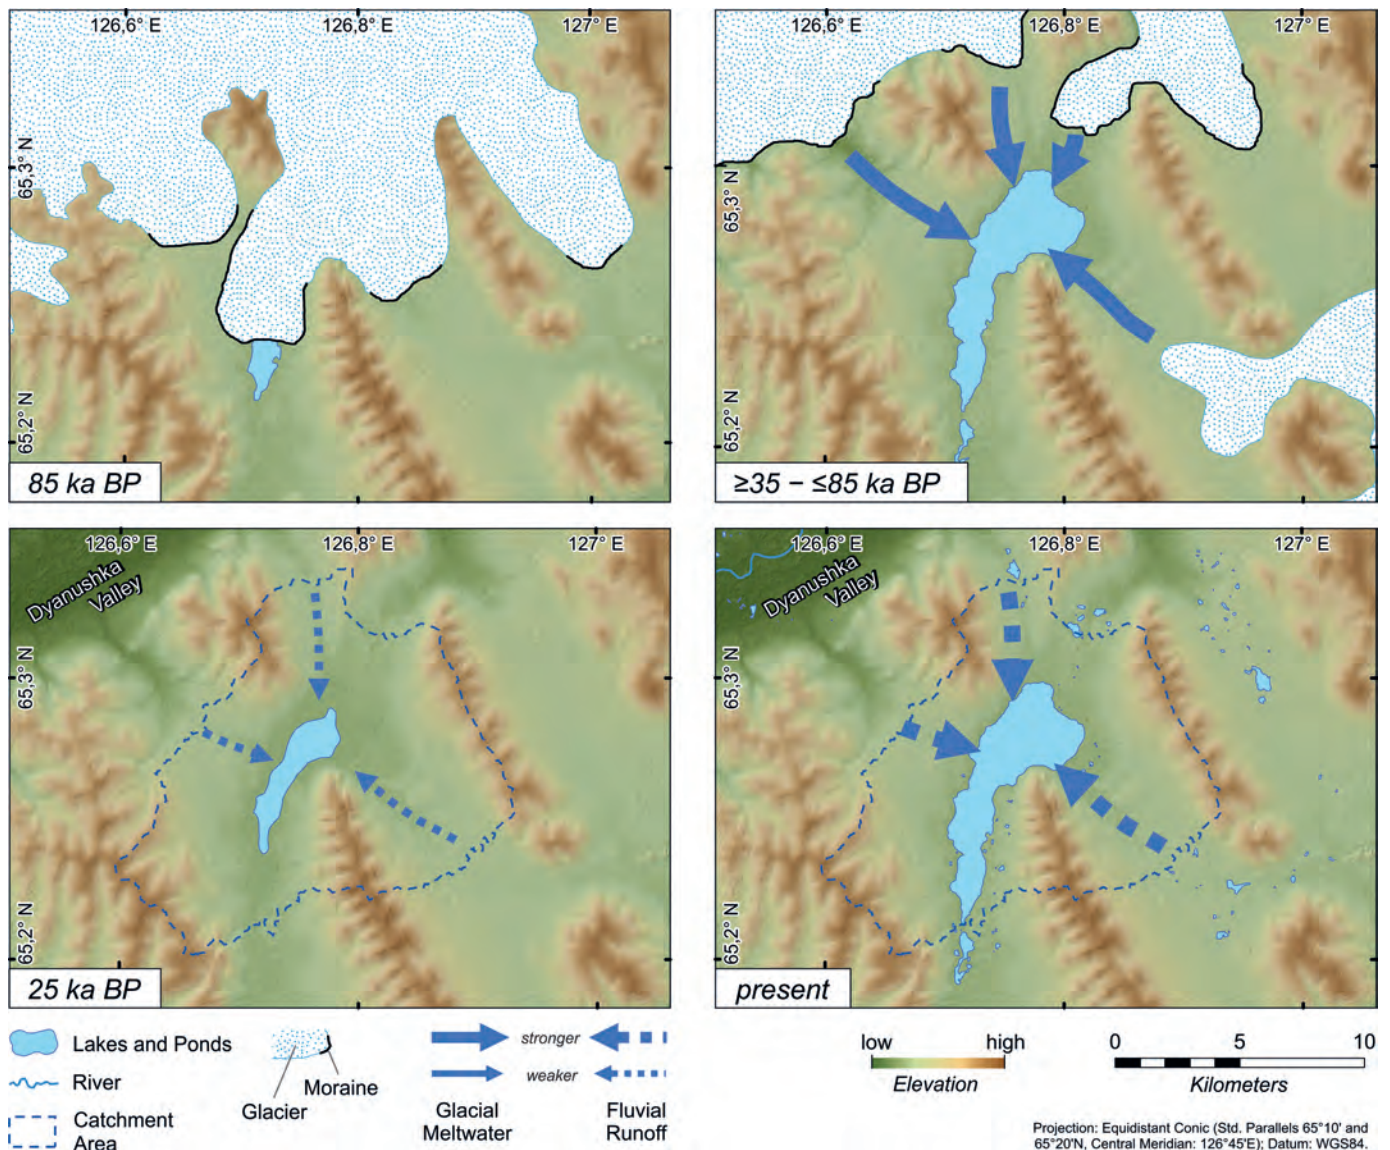 126,6° E
126,8° E
127° E
65,3° N
65,2° N
85 ka BP
126,6° E
126,8° E
127° E
65,3° N
65,2° N
≥35 – ≤85 ka BP
126,6° E
126,8° E
127° E
Dyanushka
Valley
65,3° N
65,2° N
25 ka BP
126,6° E
126,8° E
127° E
Dyanushka
Valley
65,3° N
65,2° N
present
Lakes and Ponds
River
Catchment
Area
Glacier
Moraine
stronger
weaker
Glacial
Meltwater
Fluvial
Runoff
low
high
Elevation
0
5
10
Kilometers
Projection: Equidistant Conic (Std. Parallels 65°10' and
65°20'N, Central Meridian: 126°45'E); Datum: WGS84.